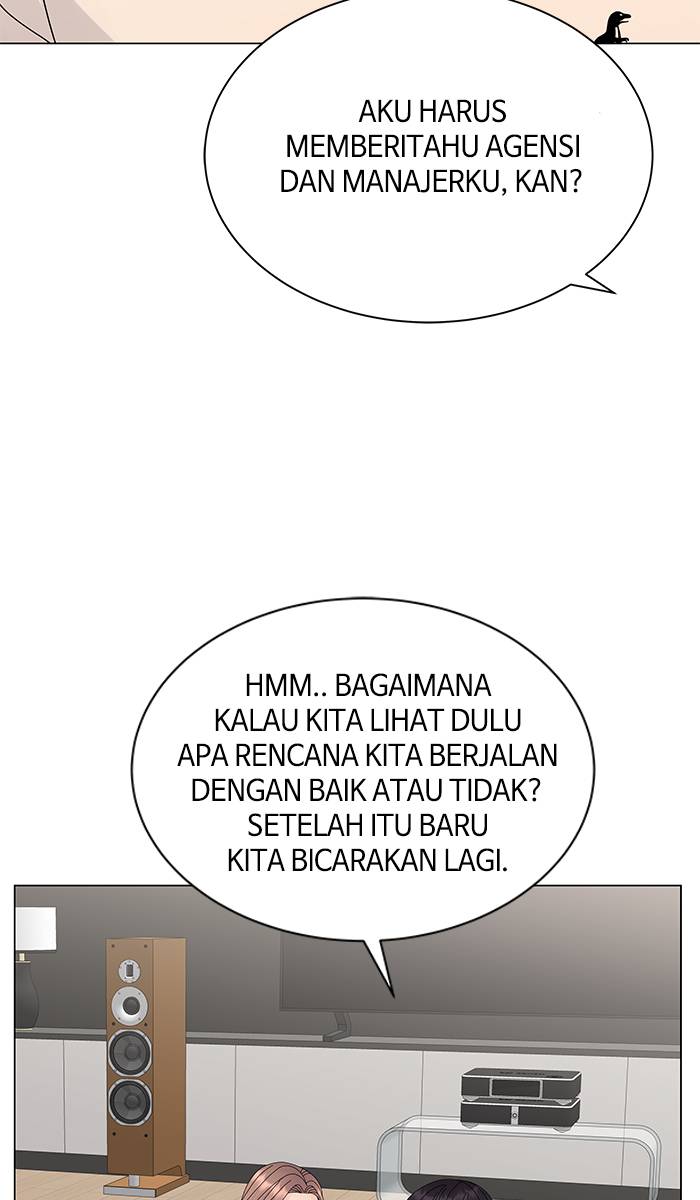 AKU HARUS
MEMBERITAHU AGENSI
DAN MANAJERKU, KAN?
HMM.. BAGAIMANA
KALAU KITA LIHAT DULU
APA RENCANA KITA BERJALAN
DENGAN BAIK ATAU TIDAK?
SETELAH ITU BARU
KITA BICARAKAN LAGI.